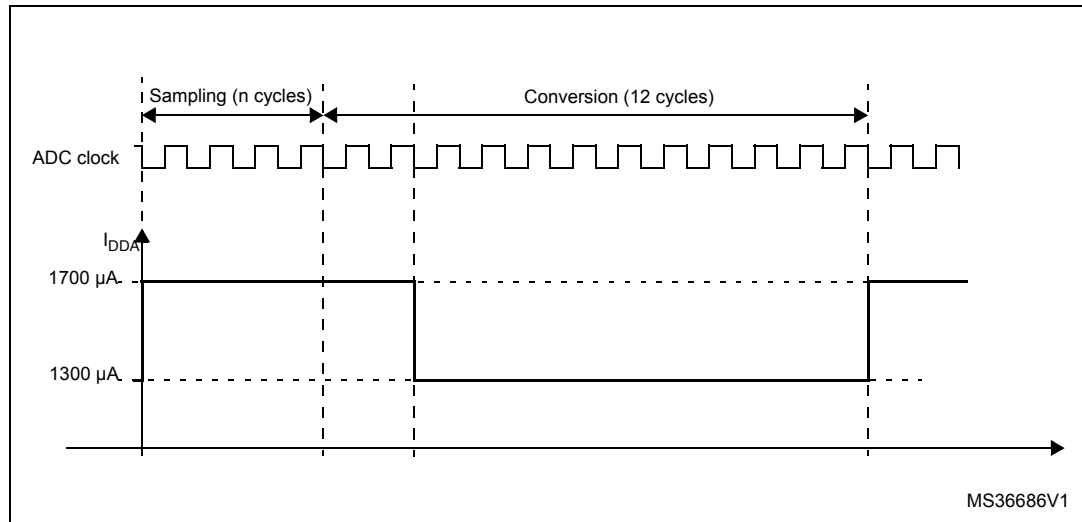 Sampling (n cycles)
Conversion (12 cycles)
ADC clock
IDDA
1700 µA
1300 µA
MS36686V1